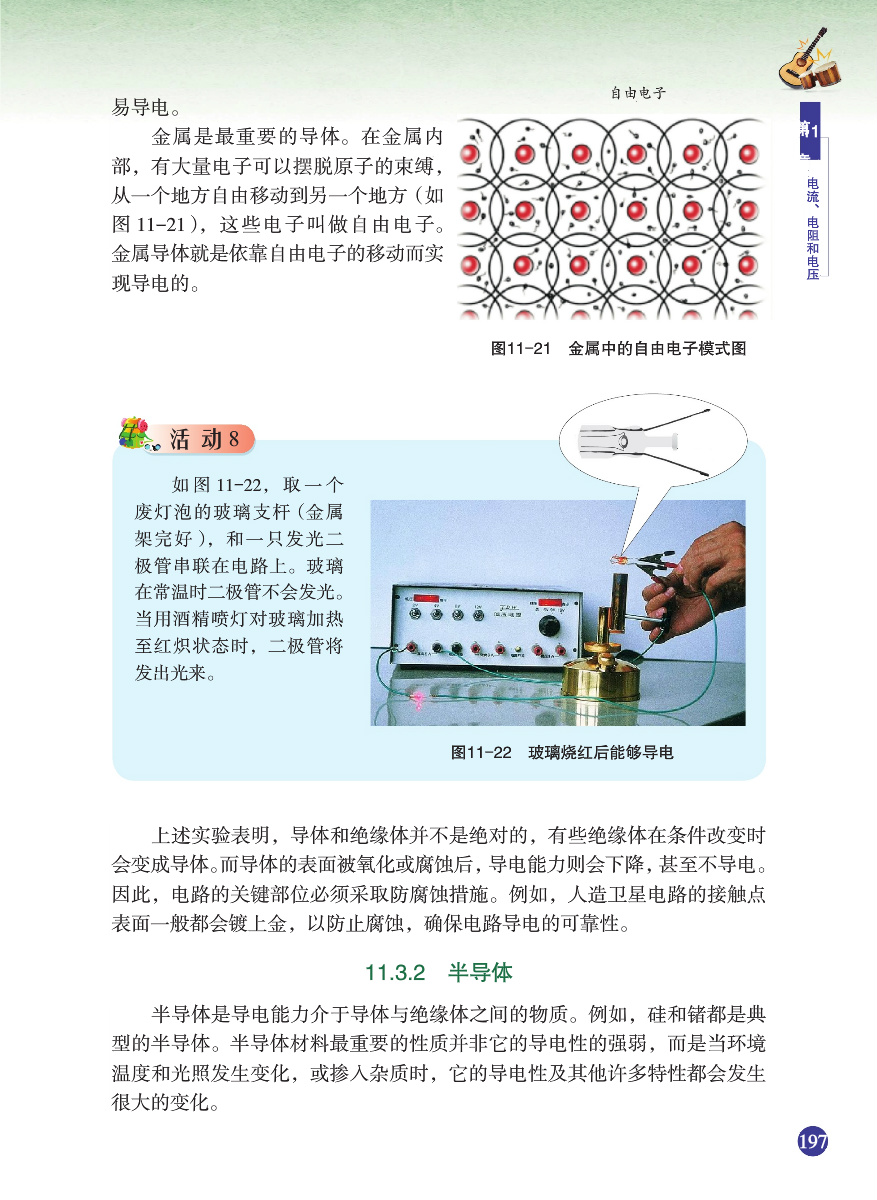 自由电子
易导电。
金属是最重要的导体。在金属内
部，有大量电子可以摆脱原子的束缚，
从一个地方自由移动到另一个地方（如
图 11-21），这些电子叫做自由电子。
金属导体就是依靠自由电子的移动而实
现导电的。
图11-21 金属中的自由电子模式图
第11章
电流、电阻和电压
活动8
如图 11-22，取一个
废灯泡的玻璃支杆（金属
架完好），和一只发光二
极管串联在电路上。玻璃
在常温时二极管不会发光。
当用酒精喷灯对玻璃加热
至红炽状态时，二极管将
发出光来。
图11-22 玻璃烧红后能够导电
上述实验表明，导体和绝缘体并不是绝对的，有些绝缘体在条件改变时
会变成导体。而导体的表面被氧化或腐蚀后，导电能力则会下降，甚至不导电。
因此，电路的关键部位必须采取防腐蚀措施。例如，人造卫星电路的接触点
表面一般都会镀上金，以防止腐蚀，确保电路导电的可靠性。
11.3.2 半导体
半导体是导电能力介于导体与绝缘体之间的物质。例如，硅和锗都是典
型的半导体。半导体材料最重要的性质并非它的导电性的强弱，而是当环境
温度和光照发生变化，或掺入杂质时，它的导电性及其他许多特性都会发生
很大的变化。
197